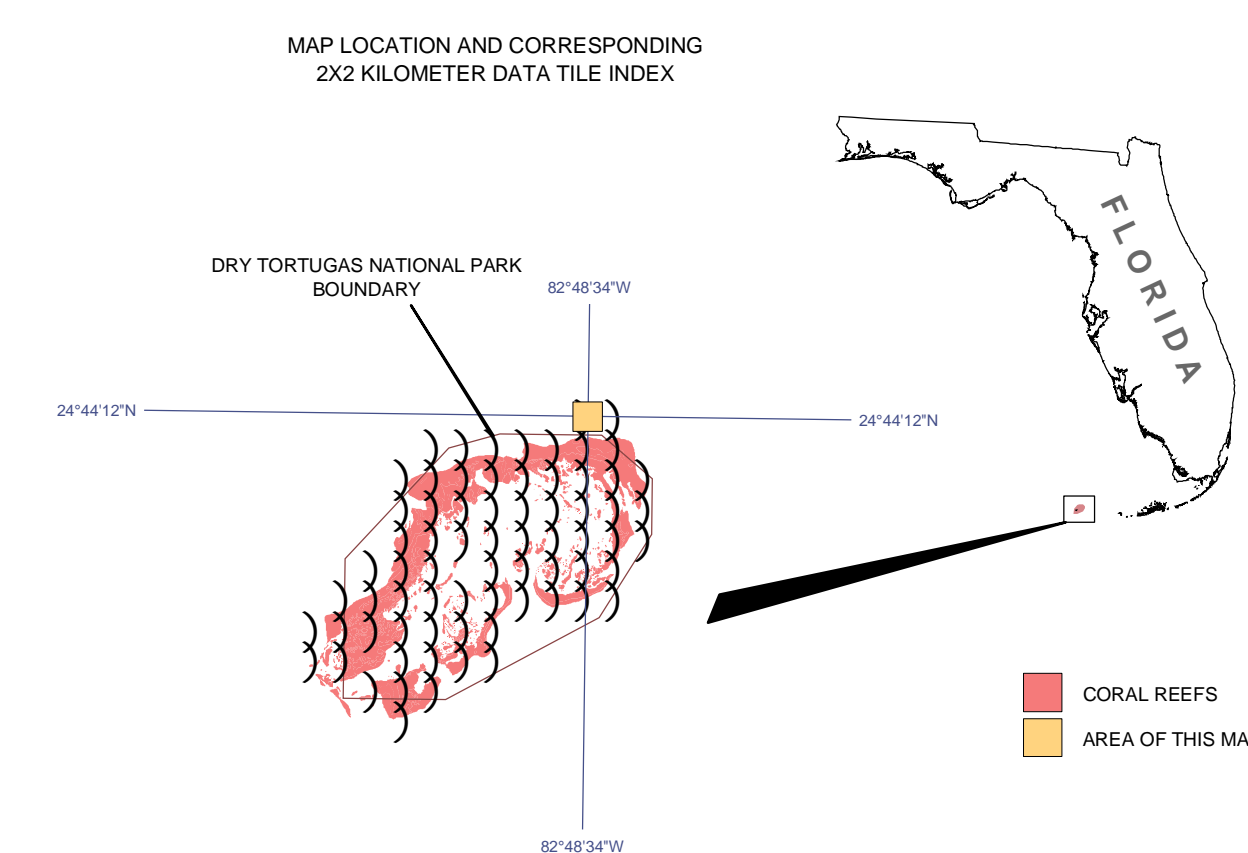 MAP LOCATION AND CORRESPONDING
2X2 KILOMETER DATA TILE INDEX
FLORIDA
DRY TORTUGAS NATIONAL PARK
BOUNDARY
82°48'34"W
24°44'12"N
24°44'12"N
CORAL REEFS
AREA OF THIS MA
82°48'34"W